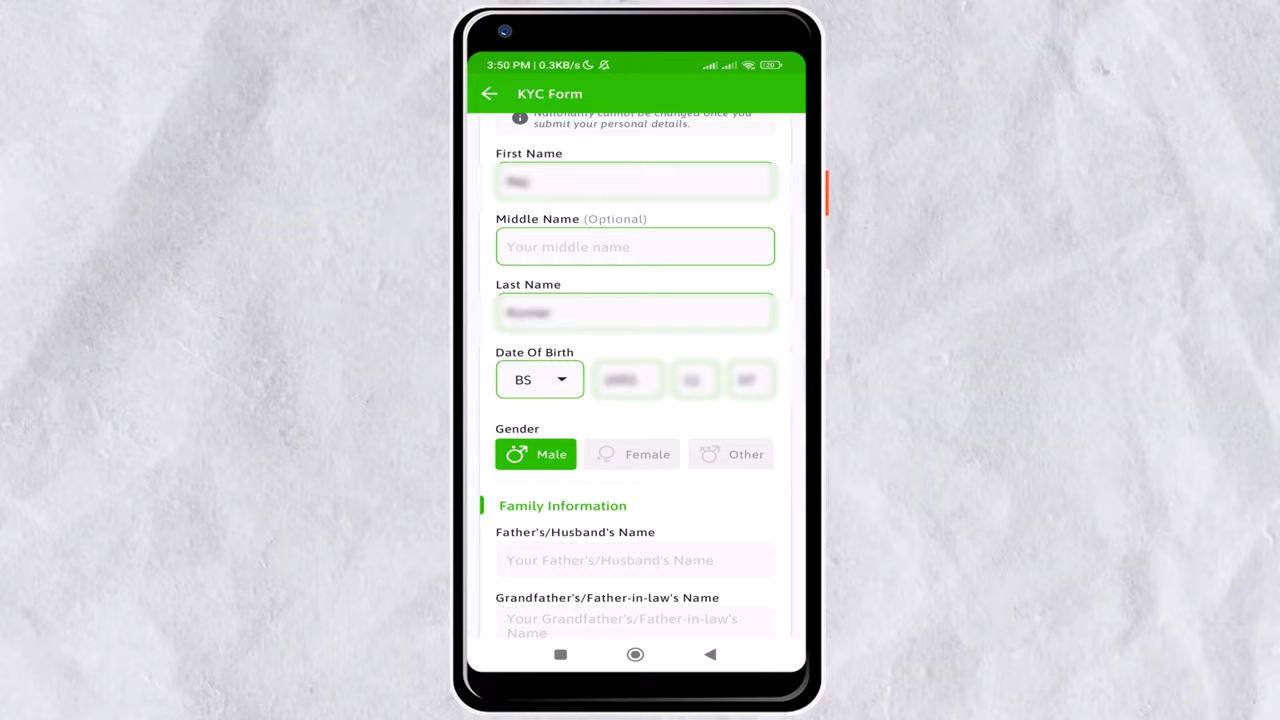 3:50 PM | 0.3KB/s
20
KYC Form
Nationality cannot be changed once you
submit your personal details.
First Name
Middle Name (Optional)
Your middle name
Last Name
Date Of Birth
BS
Gender
Male
Female
Other
Family Information
Father's/Husband's Name
Your Father's/Husband's Name
Grandfather's/Father-in-law's Name
Your Grandfather's/Father-in-law's
Name